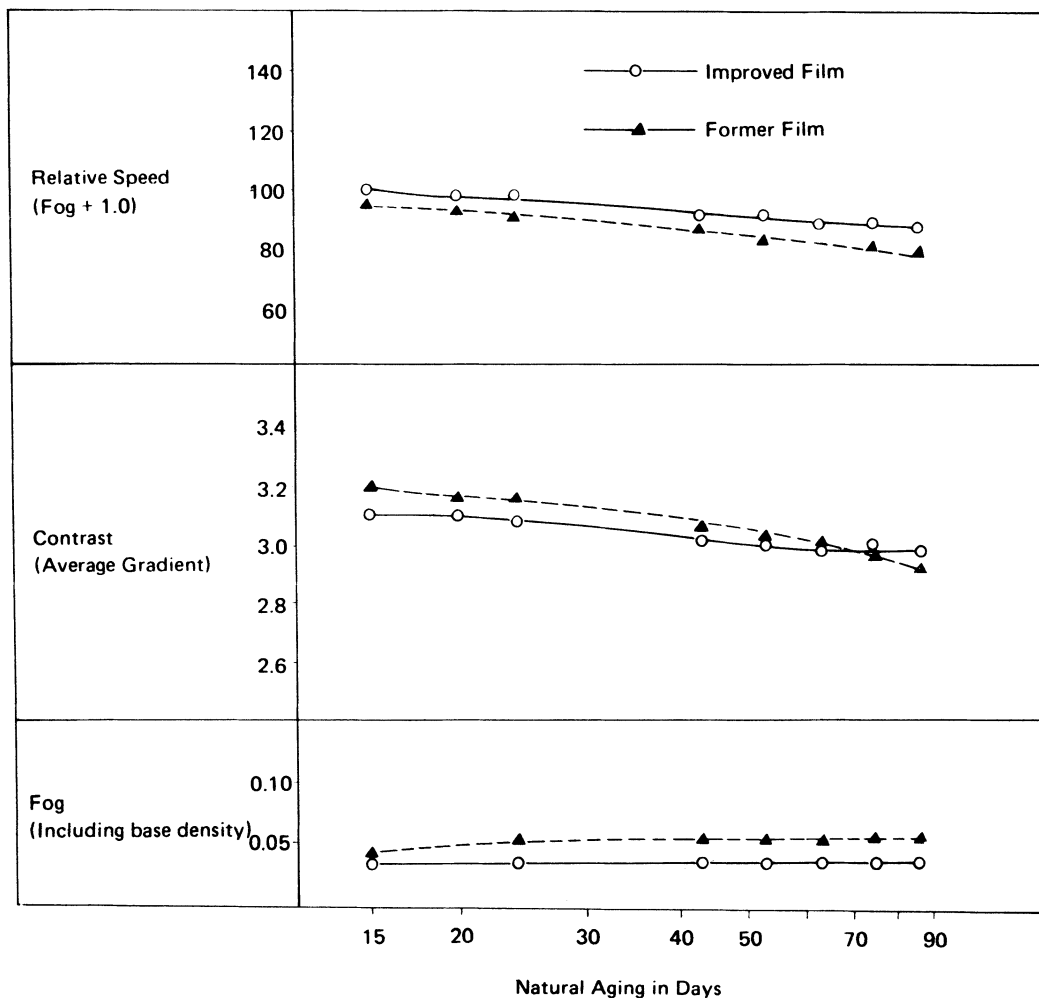 140
Improved Film
120
Former Film
Relative Speed
(Fog + 1.0)
100
80
60
3.4
3.2
Contrast
(Average Gradient)
3.0
2.8
2.6
0.10
Fog
(Including base density)
0.05
15 20 30 40 50 70 90
Natural Aging in Days